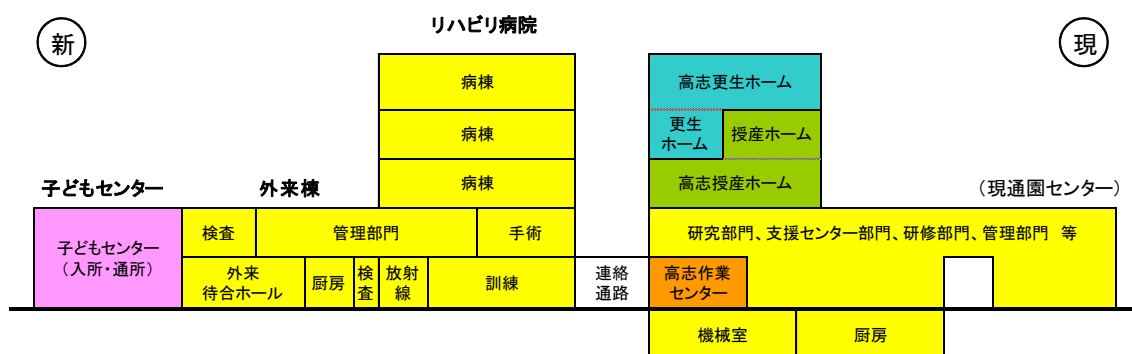 リハビリ病院
新
現
病棟
高志更生ホーム
病棟
更生
ホーム
授産ホーム
病棟
高志授産ホーム
子どもセンター
外来棟
（現通園センター）
子どもセンター
（入所・通所）
検査
管理部門
手術
研究部門、支援センター部門、研修部門、管理部門　等
外来
待合ホール
厨房
検
査
放射
線
訓練
連絡
通路
高志作業
センター
機械室
厨房